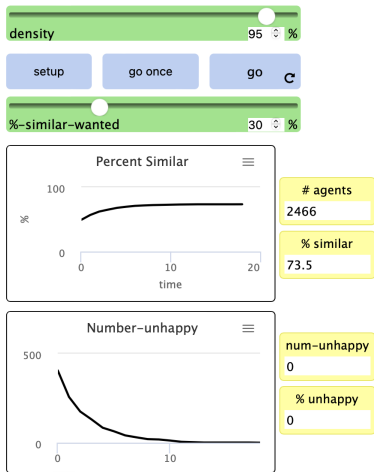 density 95 %
setup go once go
%-similar-wanted 30 %
Percent Similar
100
%
0
0 10 20
time
# agents
2466
% similar
73.5
Number-unhappy
500
0
0 10
num-unhappy
0
% unhappy
0